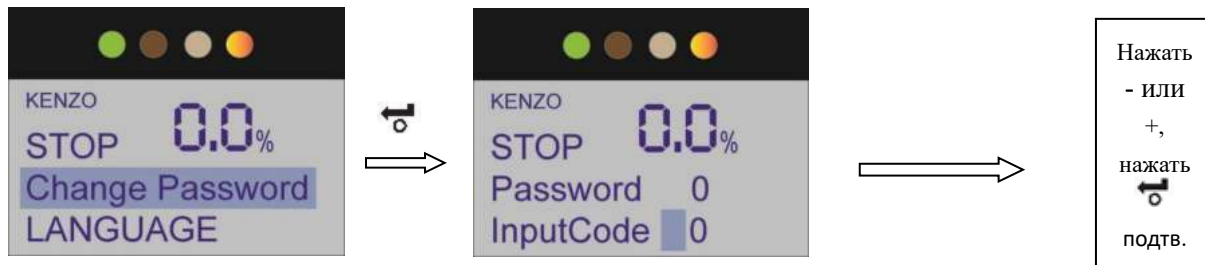 KENZO
STOP 0.0%
Change Password
LANGUAGE
KENZO
STOP 0.0%
Password 0
InputCode 0
Нажать
- или
+,
нажать
подтв.